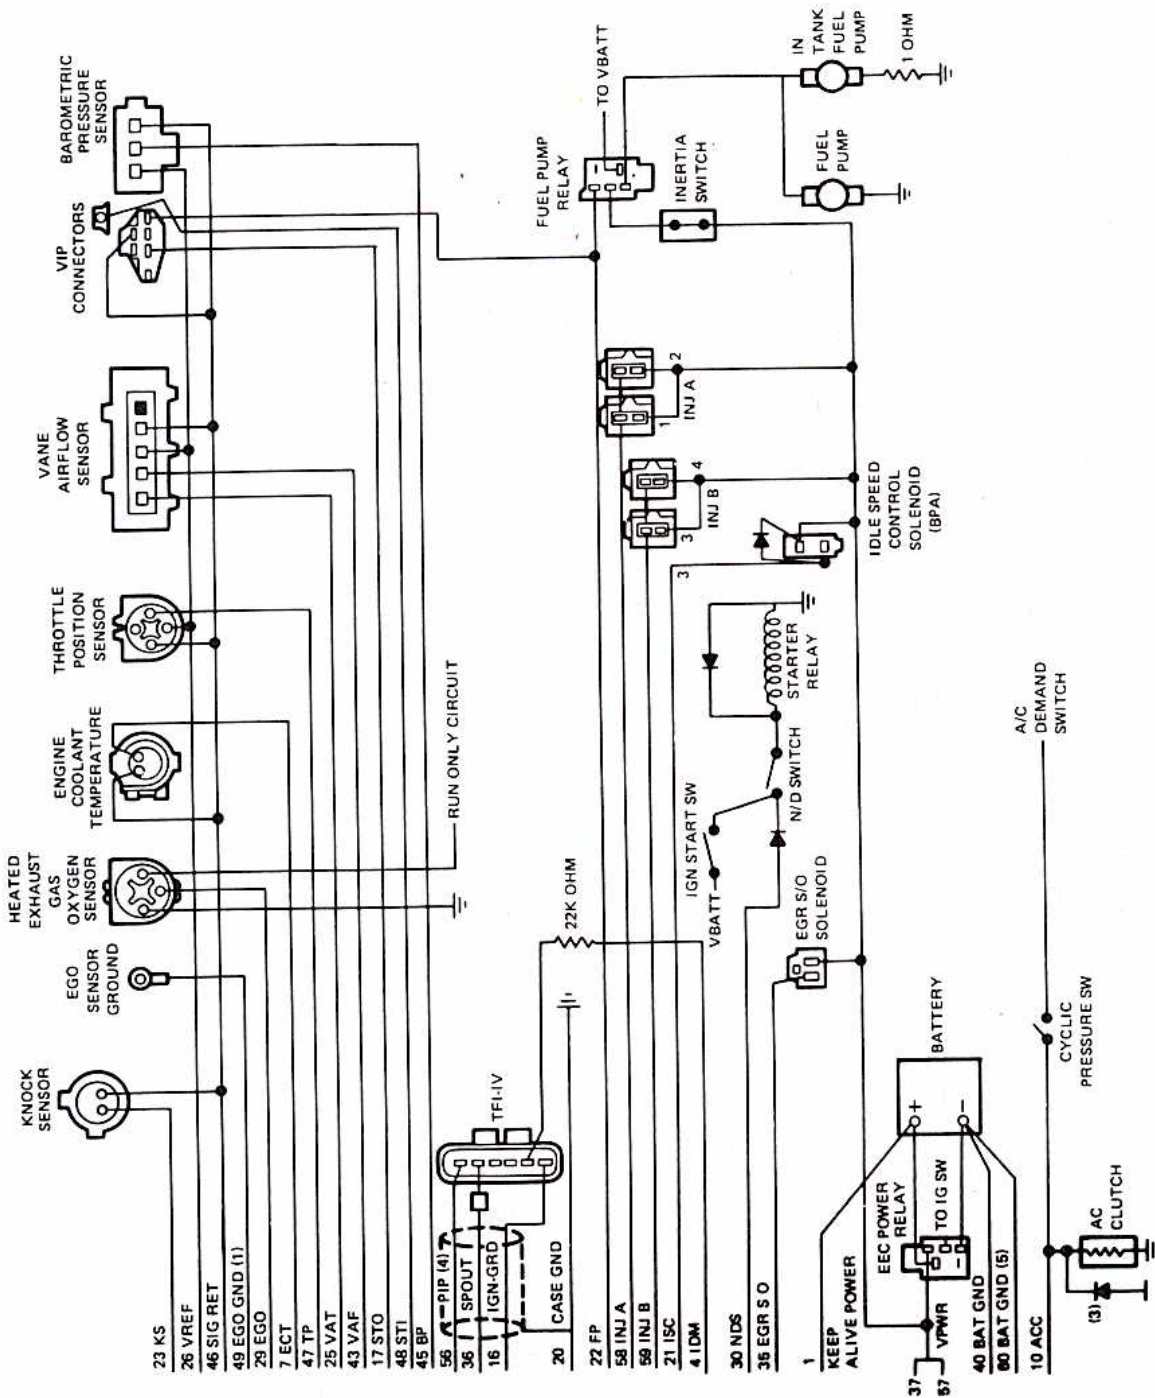 KNOCK
SENSOR
EGO
SENSOR
GROUND
HEATED
EXHAUST
GAS
OXYGEN
SENSOR
ENGINE
COOLANT
TEMPERATURE
THROTTLE
POSITION
SENSOR
VANE
AIRFLOW
SENSOR
VIP
CONNECTORS
BAROMETRIC
PRESSURE
SENSOR
23 KS
26 VREF
46 SIG RET
49 EGO GND (1)
29 EGO
7 ECT
47 TP
25 VAT
43 VAF
17 STO
48 STI
45 BP
RUN ONLY CIRCUIT
56 PIP (4)
36 SPOUT
16 IGN-GRD
TFI-IV
20 CASE GND
22K OHM
22 FP
58 INJ A
59 INJ B
21 ISC
4 IDM
FUEL PUMP
RELAY
TO VBATT
INERTIA
SWITCH
IN
TANK
FUEL
PUMP
1 OHM
FUEL
PUMP
1
INJ A
2
3
INJ B
4
3
IDLE SPEED
CONTROL
SOLENOID
(BPA)
30 NDS
35 EGR S O
VBATT
IGN START SW
N/D SWITCH
STARTER
RELAY
EGR S/O
SOLENOID
1
KEEP
ALIVE POWER
EEC POWER
RELAY
TO IG SW
+
−
BATTERY
37
57
VPWR
40 BAT GND
60 BAT GND (5)
10 ACC
(3)
AC
CLUTCH
CYCLIC
PRESSURE SW
A/C
DEMAND
SWITCH